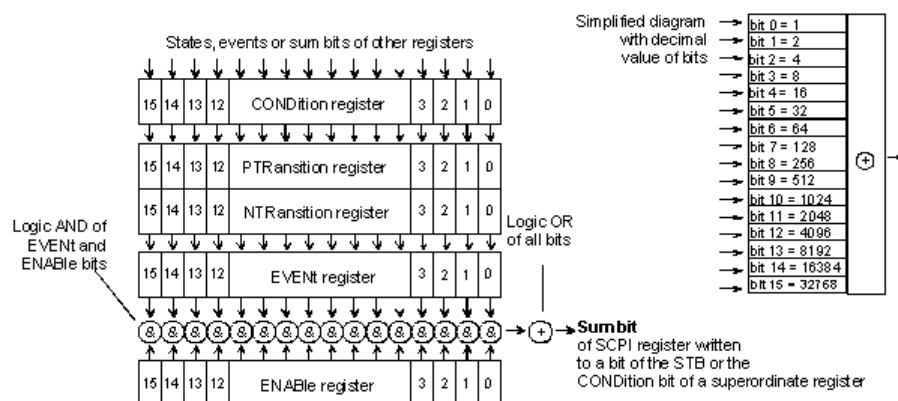 States, events or sum bits of other registers
15 14 13 12 CONDition register 3 2 1 0
15 14 13 12 PTRansition register 3 2 1 0
15 14 13 12 NTRansition register 3 2 1 0
Logic AND of
EVENt and
ENABle bits
Logic OR
of all bits
15 14 13 12 EVENt register 3 2 1 0
& & & & & & & & & & & & & & & & +
15 14 13 12 ENABle register 3 2 1 0
Sum bit
of SCPI register written
to a bit of the STB or the
CONDition bit of a superordinate register
Simplified diagram
with decimal
value of bits
bit 0 = 1
bit 1 = 2
bit 2 = 4
bit 3 = 8
bit 4 = 16
bit 5 = 32
bit 6 = 64
bit 7 = 128
bit 8 = 256
bit 9 = 512
bit 10 = 1024
bit 11 = 2048
bit 12 = 4096
bit 13 = 8192
bit 14 = 16384
bit 15 = 32768
+